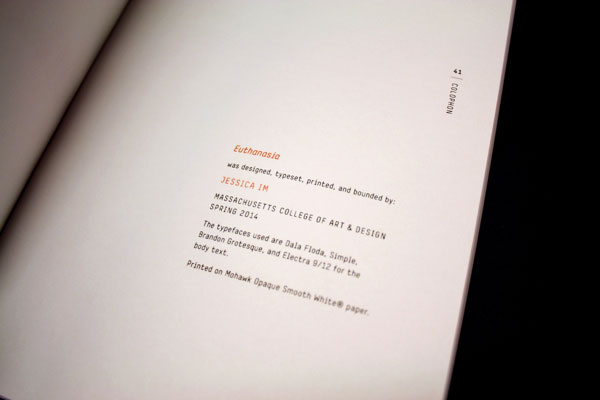 41 | COLOPHON
Euthanasia
was designed, typeset, printed, and bounded by:
JESSICA IM
MASSACHUSETTS COLLEGE OF ART & DESIGN
SPRING 2014
The typefaces used are Dala Floda, Simple,
Brandon Grotesque, and Electra 9/12 for the
body text.
Printed on Mohawk Opaque Smooth White® paper.